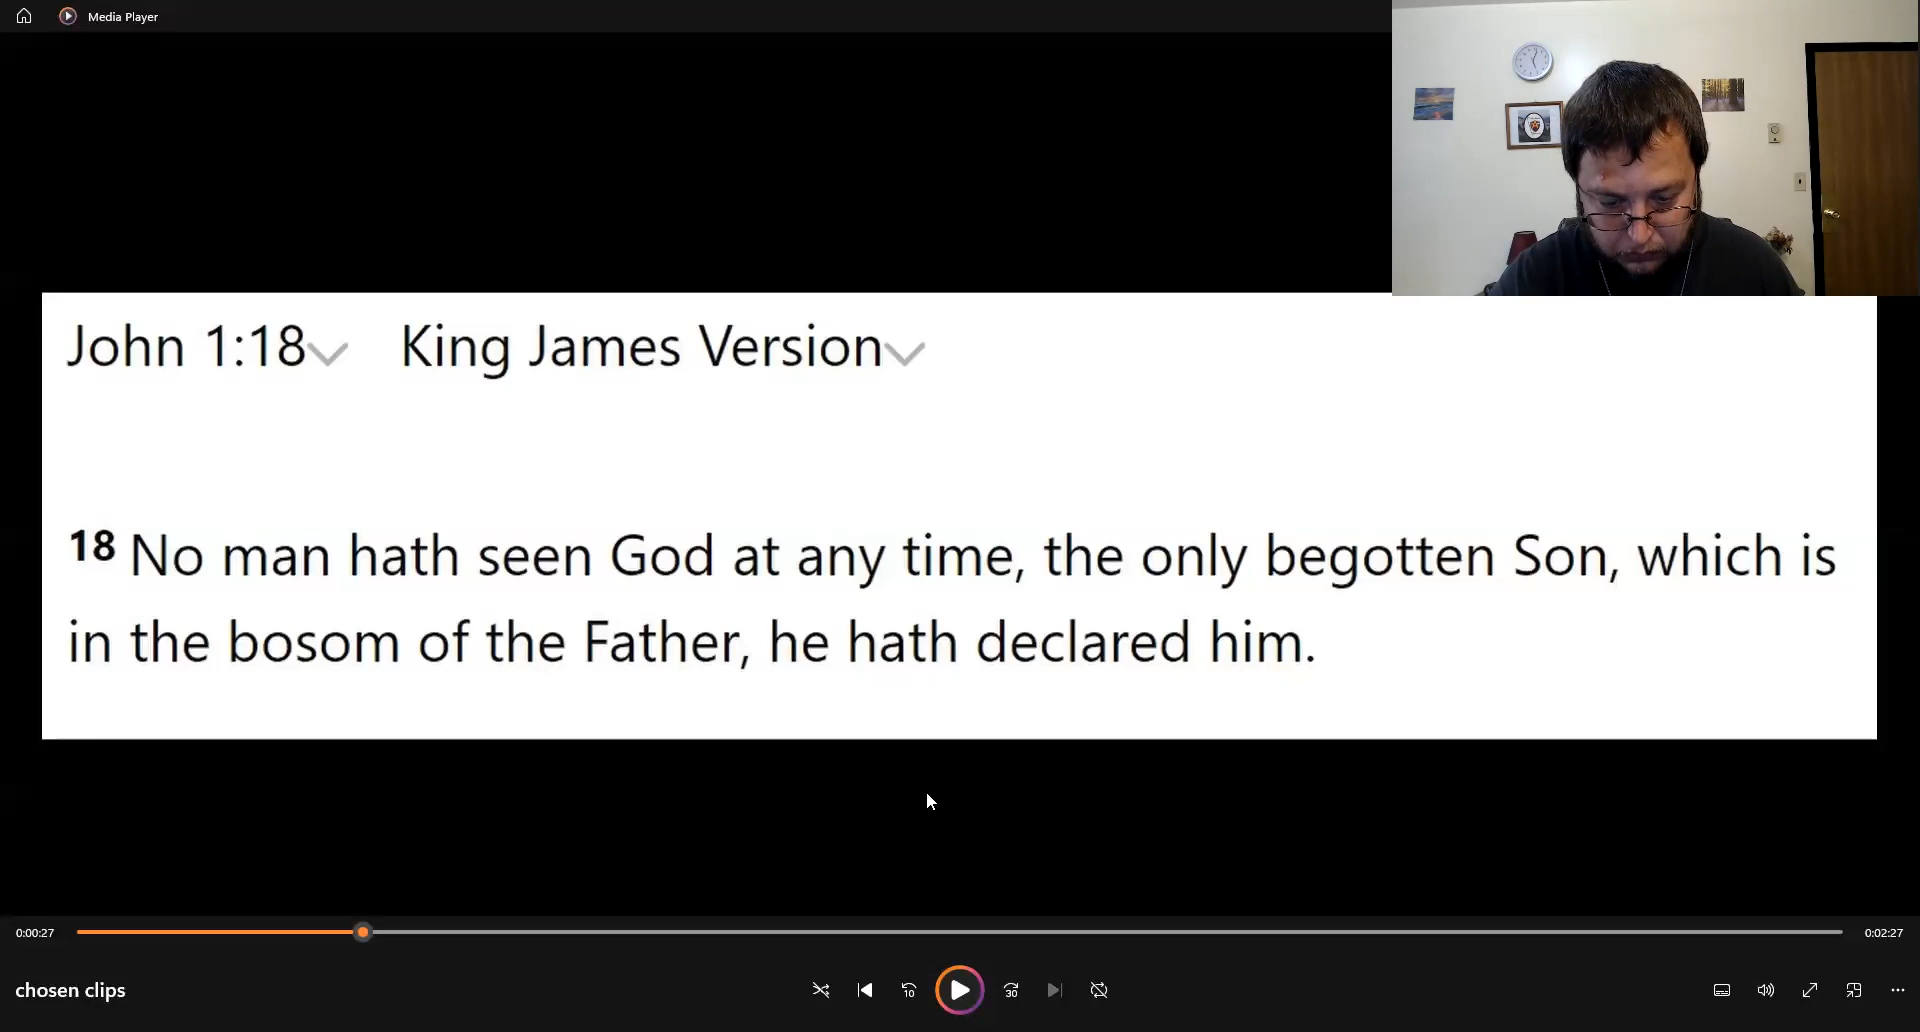 Media Player
John 1:18 King James Version
18 No man hath seen God at any time, the only begotten Son, which is
in the bosom of the Father, he hath declared him.
0:00:27 0:02:27
chosen clips
10 30